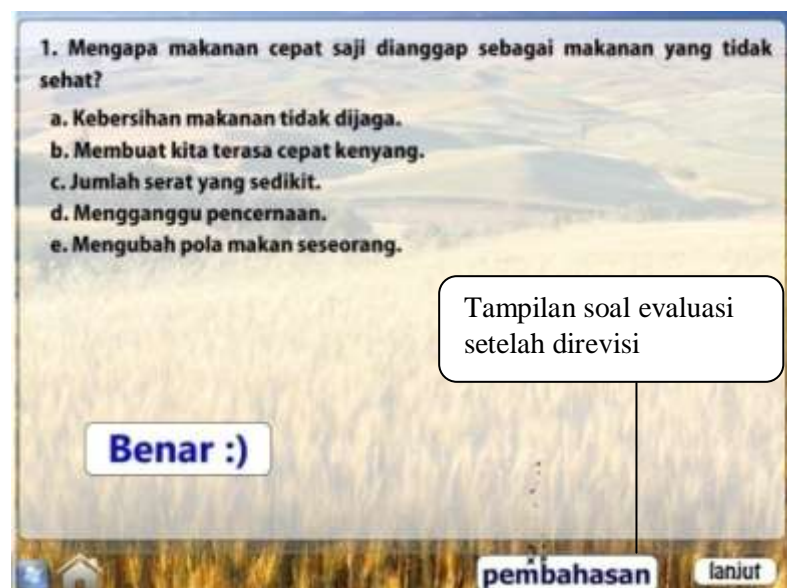 1. Mengapa makanan cepat saji dianggap sebagai makanan yang tidak
sehat?
a. Kebersihan makanan tidak dijaga.
b. Membuat kita terasa cepat kenyang.
c. Jumlah serat yang sedikit.
d. Mengganggu pencernaan.
e. Mengubah pola makan seseorang.
Tampilan soal evaluasi
setelah direvisi
Benar :)
pembahasan
lanjut